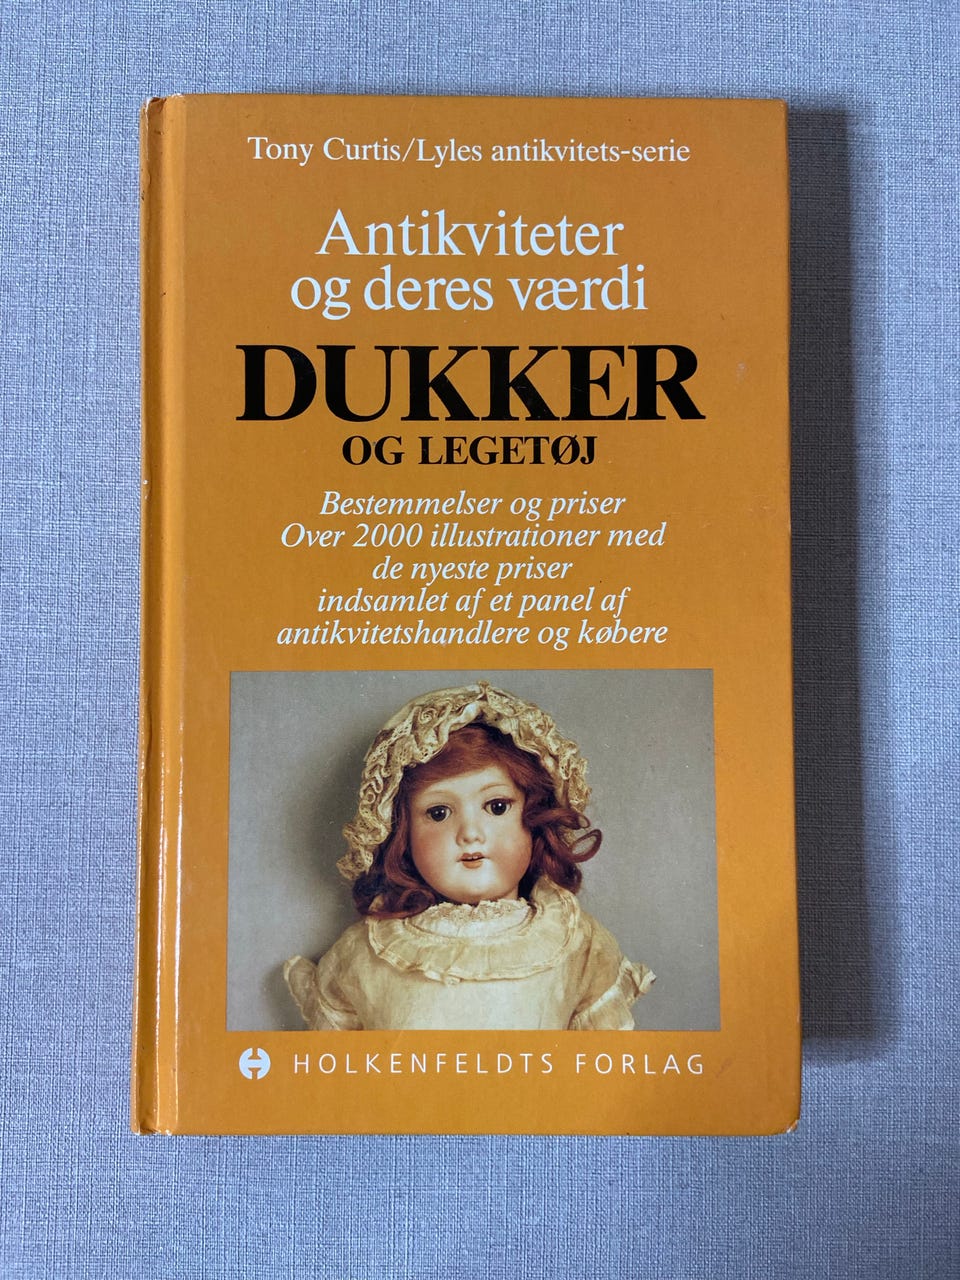 Tony Curtis/Lyles antikvitets-serie
Antikviteter
og deres værdi
DUKKER
OG LEGETØJ
Bestemmelser og priser
Over 2000 illustrationer med
de nyeste priser
indsamlet af et panel af
antikvitetshandlere og købere
HOLKENFELDTS FORLAG